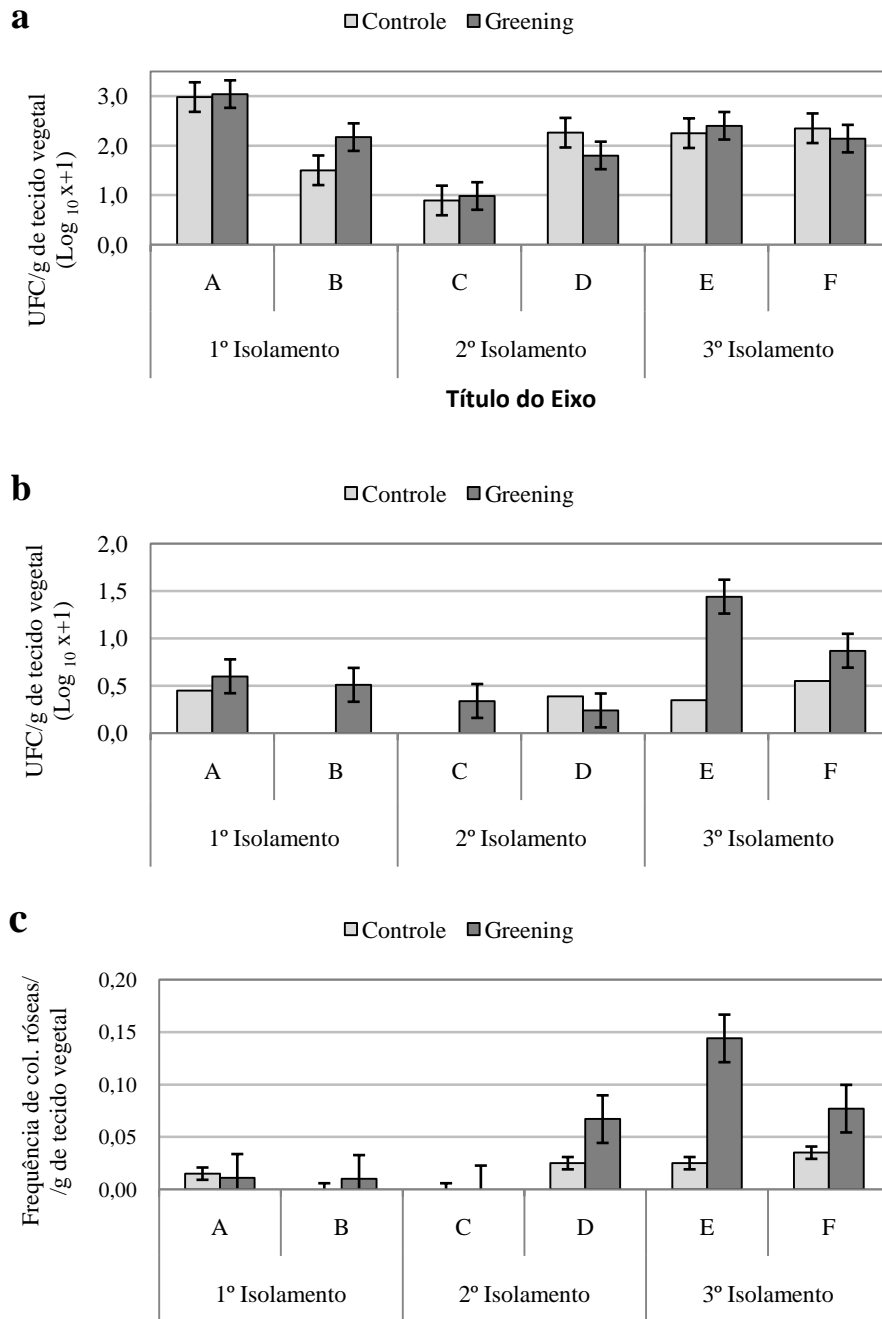 a
Controle Greening
UFC/g de tecido vegetal
(Log 10 x+1)
3,0
2,0
1,0
0,0
A B C D E F
1º Isolamento 2º Isolamento 3º Isolamento
Título do Eixo
b
Controle Greening
UFC/g de tecido vegetal
(Log 10 x+1)
2,0
1,5
1,0
0,5
0,0
A B C D E F
1º Isolamento 2º Isolamento 3º Isolamento
c
Controle Greening
Frequência de col. róseas/
/g de tecido vegetal
0,20
0,15
0,10
0,05
0,00
A B C D E F
1º Isolamento 2º Isolamento 3º Isolamento